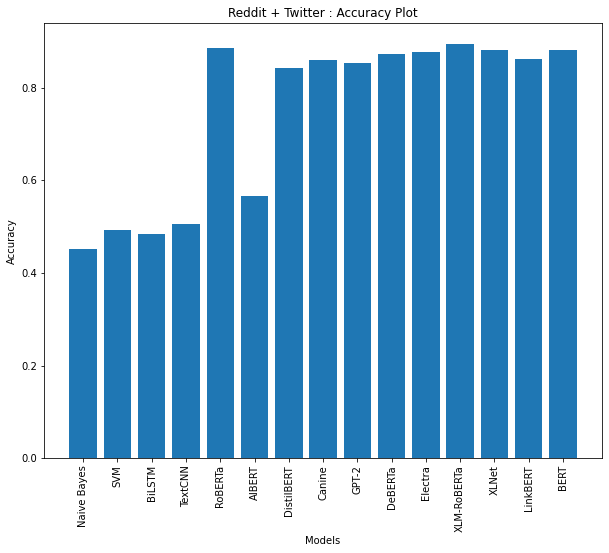 Reddit + Twitter : Accuracy Plot
Accuracy
0.8
0.6
0.4
0.2
0.0
Naive Bayes
SVM
BiLSTM
TextCNN
RoBERTa
AlBERT
DistilBERT
Canine
GPT-2
DeBERTa
Electra
XLM-RoBERTa
XLNet
LinkBERT
BERT
Models